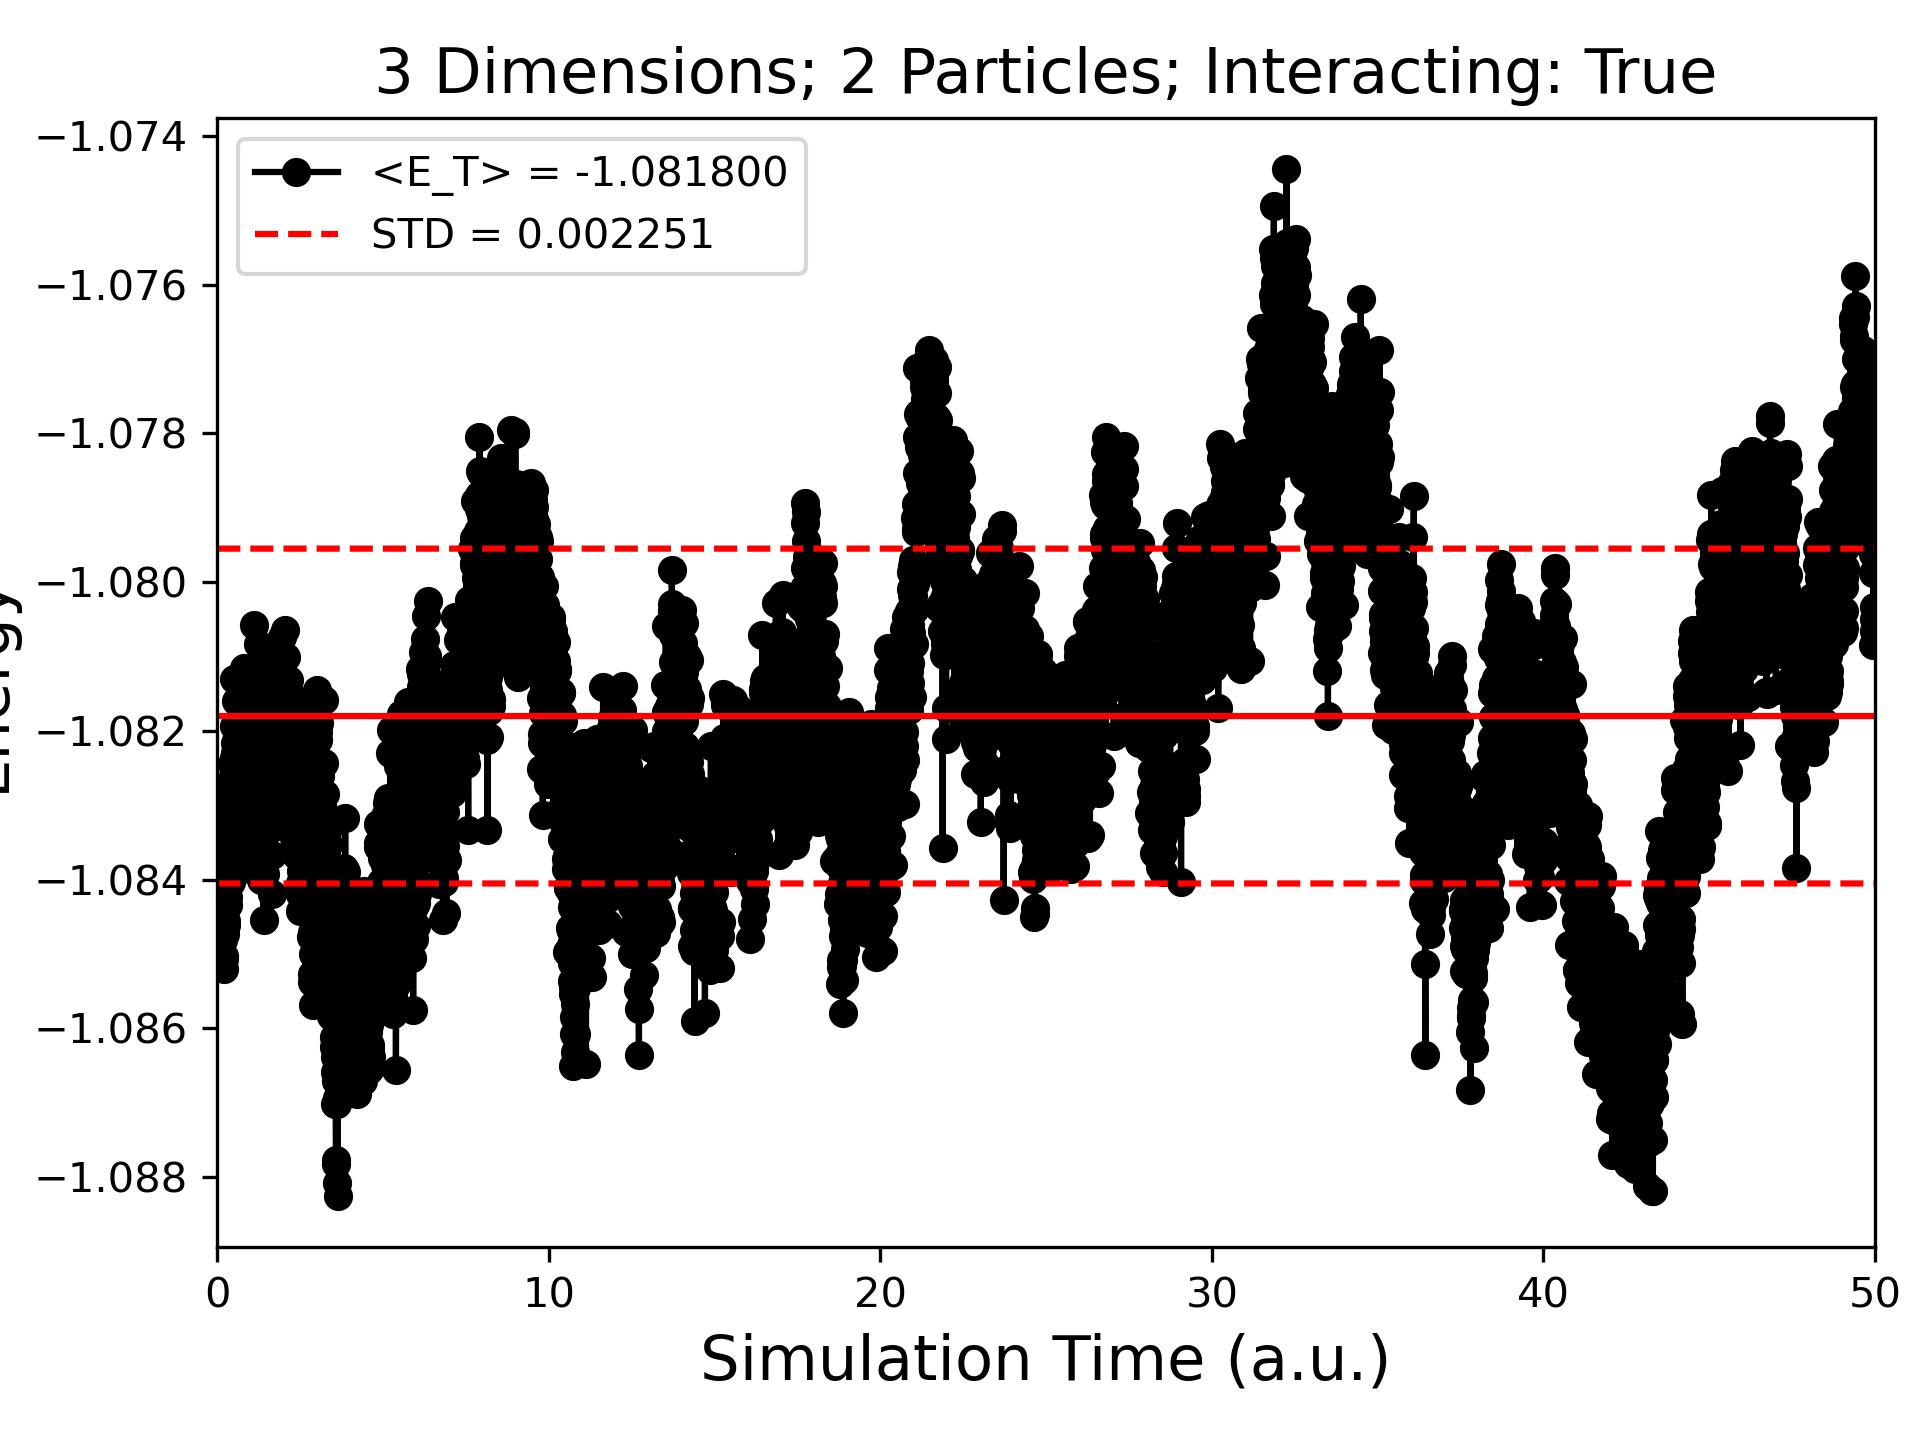 3 Dimensions; 2 Particles; Interacting: True
<E_T> = -1.081800
STD = 0.002251
−1.074
−1.076
−1.078
−1.080
−1.082
−1.084
−1.086
−1.088
Energy
0 10 20 30 40 50
Simulation Time (a.u.)